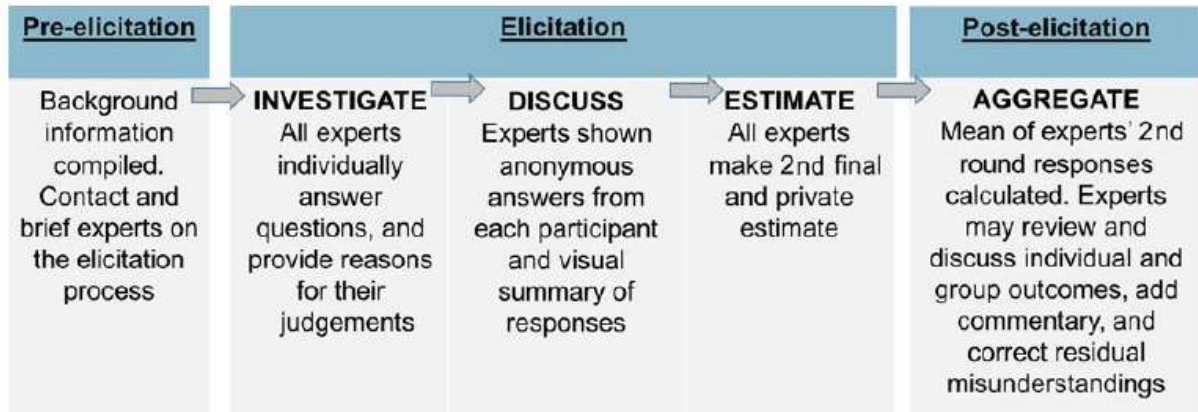 Pre-elicitation
Elicitation
Post-elicitation
Background
information
compiled.
Contact and
brief experts on
the elicitation
process
INVESTIGATE
All experts
individually
answer
questions, and
provide reasons
for their
judgements
DISCUSS
Experts shown
anonymous
answers from
each participant
and visual
summary of
responses
ESTIMATE
All experts
make 2nd final
and private
estimate
AGGREGATE
Mean of experts' 2nd
round responses
calculated. Experts
may review and
discuss individual and
group outcomes, add
commentary, and
correct residual
misunderstandings